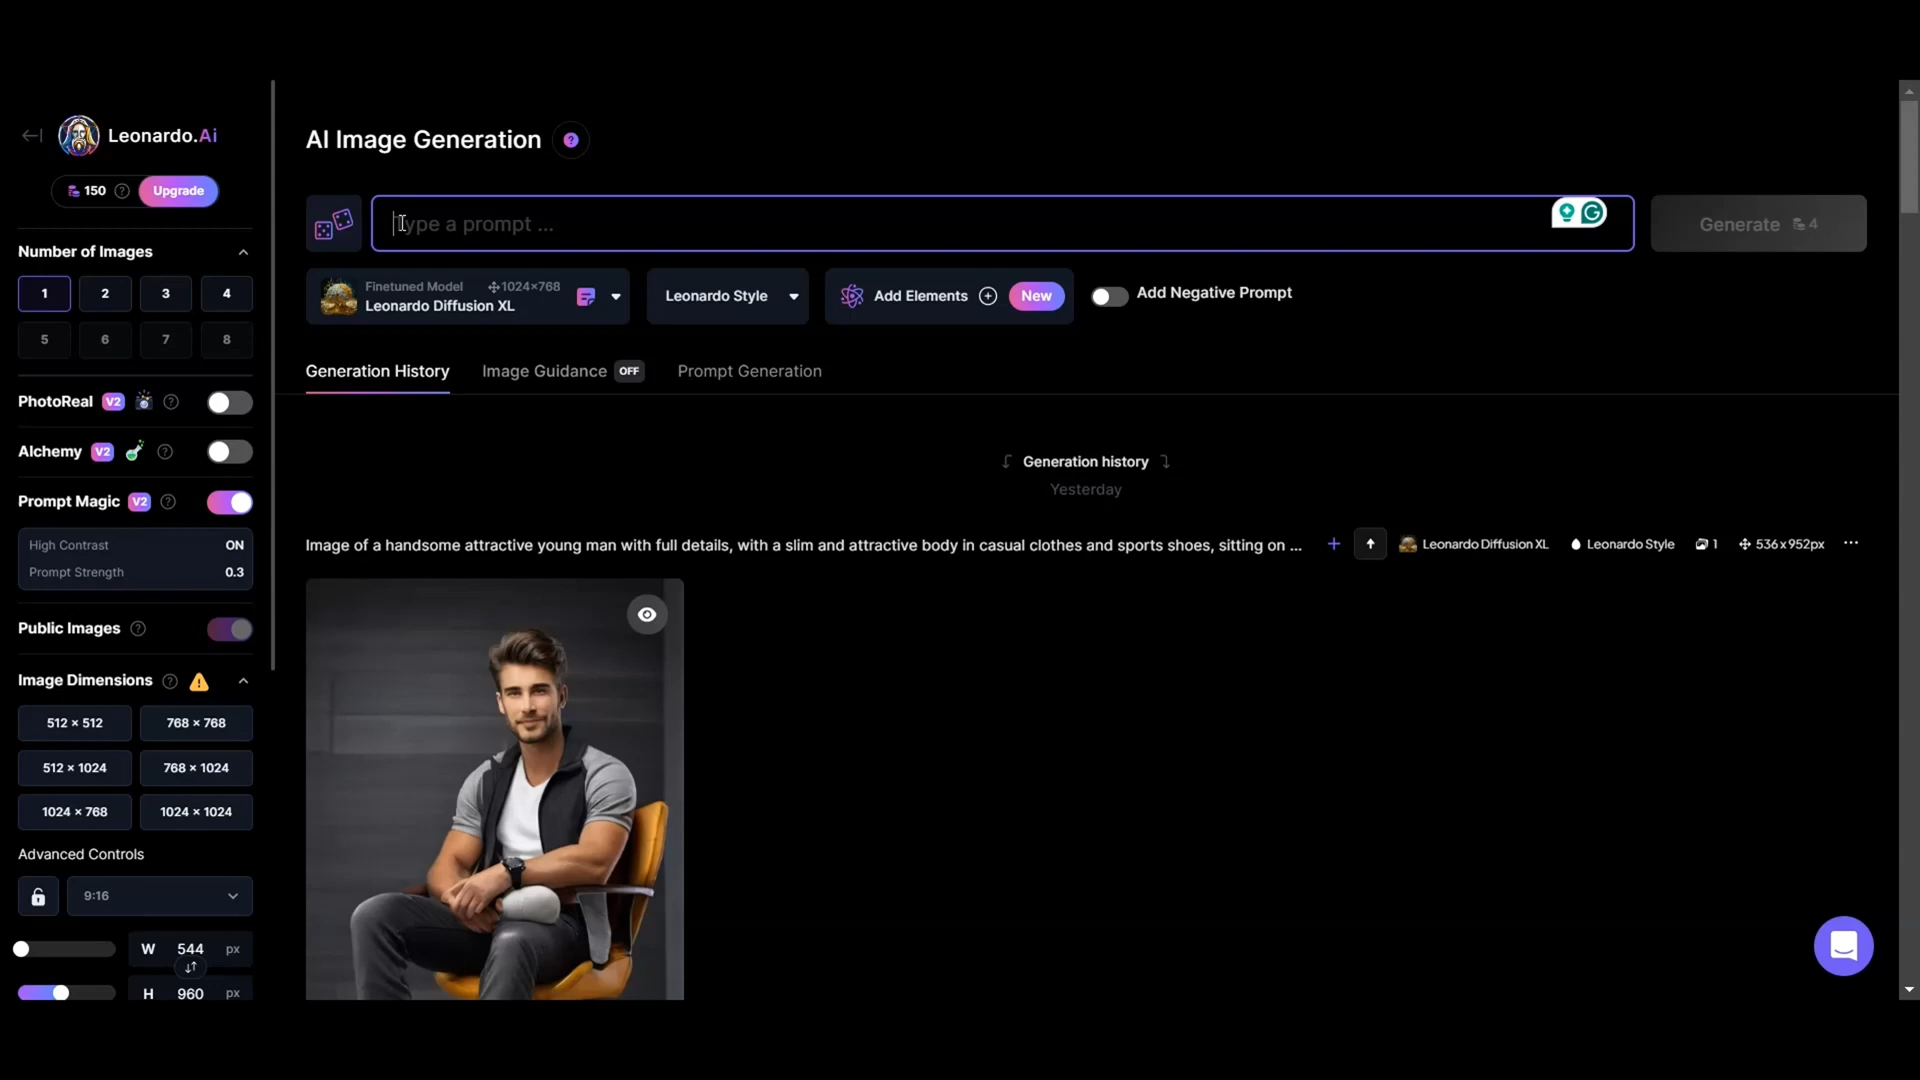 Leonardo.Ai
150 ? Upgrade
Number of Images
1 2 3 4
5 6 7 8
PhotoReal V2 ?
Alchemy V2 ?
Prompt Magic V2 ?
High Contrast ON
Prompt Strength 0.3
Public Images ?
Image Dimensions ?
512 × 512 768 × 768
512 × 1024 768 × 1024
1024 × 768 1024 × 1024
Advanced Controls
9:16
W 544 px
H 960 px
AI Image Generation ?
Type a prompt ...
Generate 4
Finetuned Model 1024×768
Leonardo Diffusion XL
Leonardo Style
Add Elements New
Add Negative Prompt
Generation History Image Guidance OFF Prompt Generation
Generation history
Yesterday
Image of a handsome attractive young man with full details, with a slim and attractive body in casual clothes and sports shoes, sitting on ... Leonardo Diffusion XL Leonardo Style 1 536x952px ...